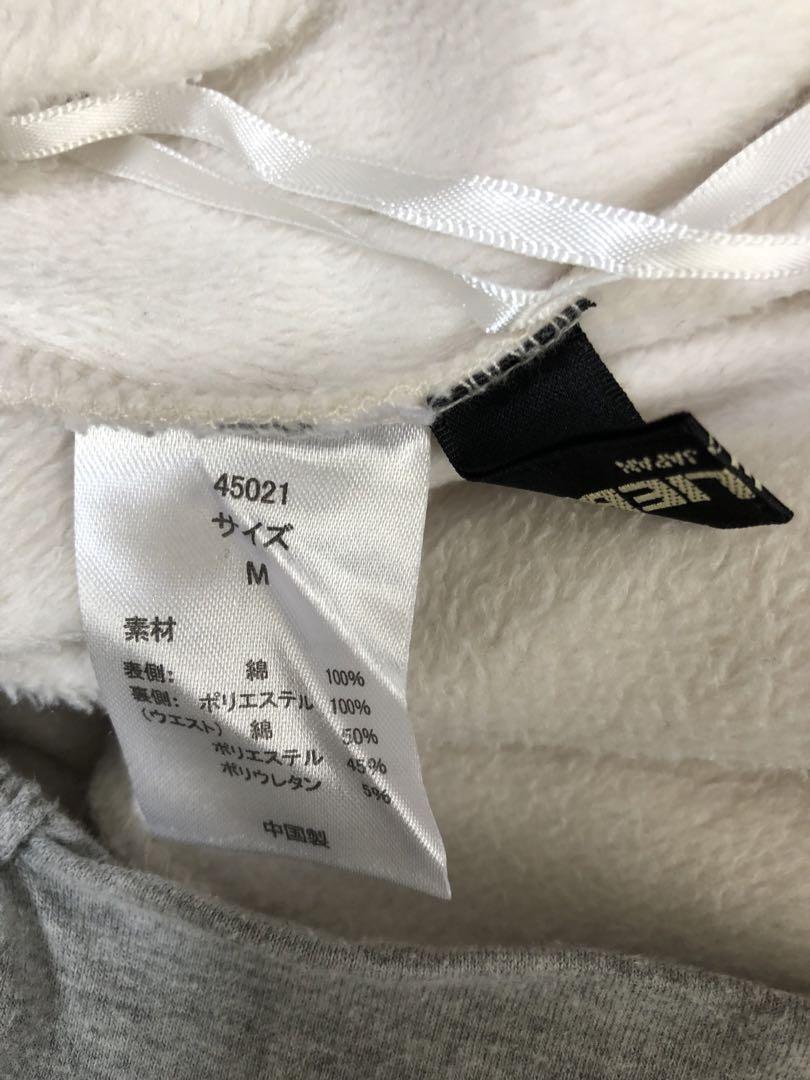 45021
サイズ
M
素材
表側: 綿 100%
裏側: ポリエステル 100%
(ウエスト) 綿 50%
ポリエステル 45%
ポリウレタン 5%
中国製
JAPAN